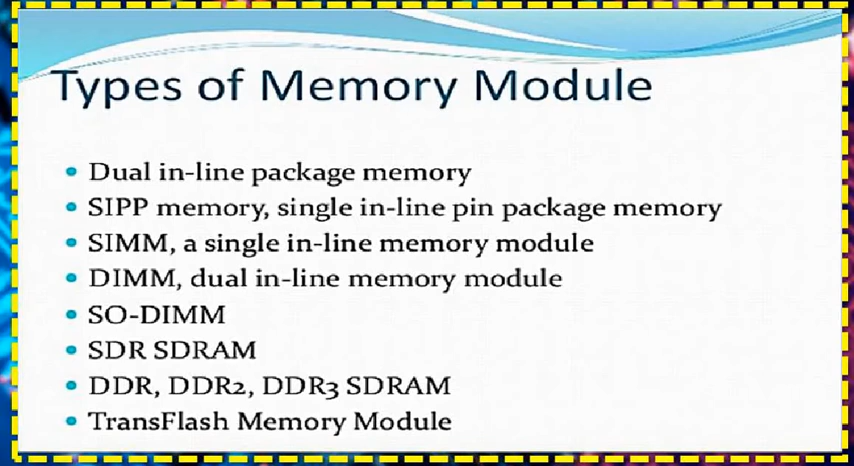 Types of Memory Module
Dual in-line package memory
SIPP memory, single in-line pin package memory
SIMM, a single in-line memory module
DIMM, dual in-line memory module
SO-DIMM
SDR SDRAM
DDR, DDR2, DDR3 SDRAM
TransFlash Memory Module